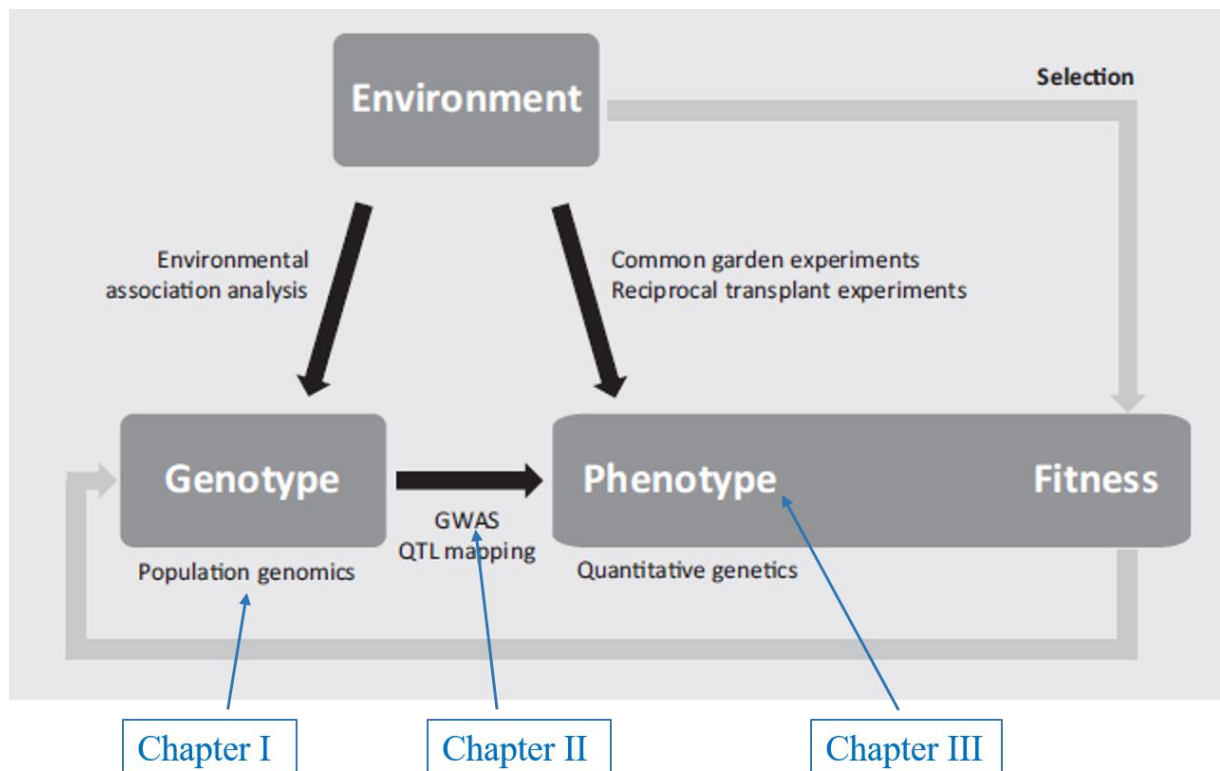 Environment
Selection
Environmental
association analysis
Common garden experiments
Reciprocal transplant experiments
Genotype
GWAS
QTL mapping
Phenotype
Fitness
Population genomics
Quantitative genetics
Chapter I
Chapter II
Chapter III